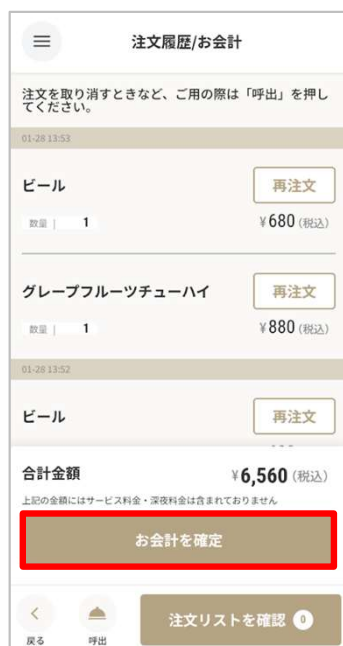 注文履歴/お会計
注文を取り消すときなど、ご用の際は「呼出」を押し
てください。
01-28 13:53
ビール
再注文
数量 | 1
¥680 (税込)
グレープフルーツチューハイ
再注文
数量 | 1
¥880 (税込)
01-28 13:52
ビール
再注文
合計金額
¥6,560 (税込)
上記の金額にはサービス料金・深夜料金は含まれておりません
お会計を確定
戻る
呼出
注文リストを確認 0